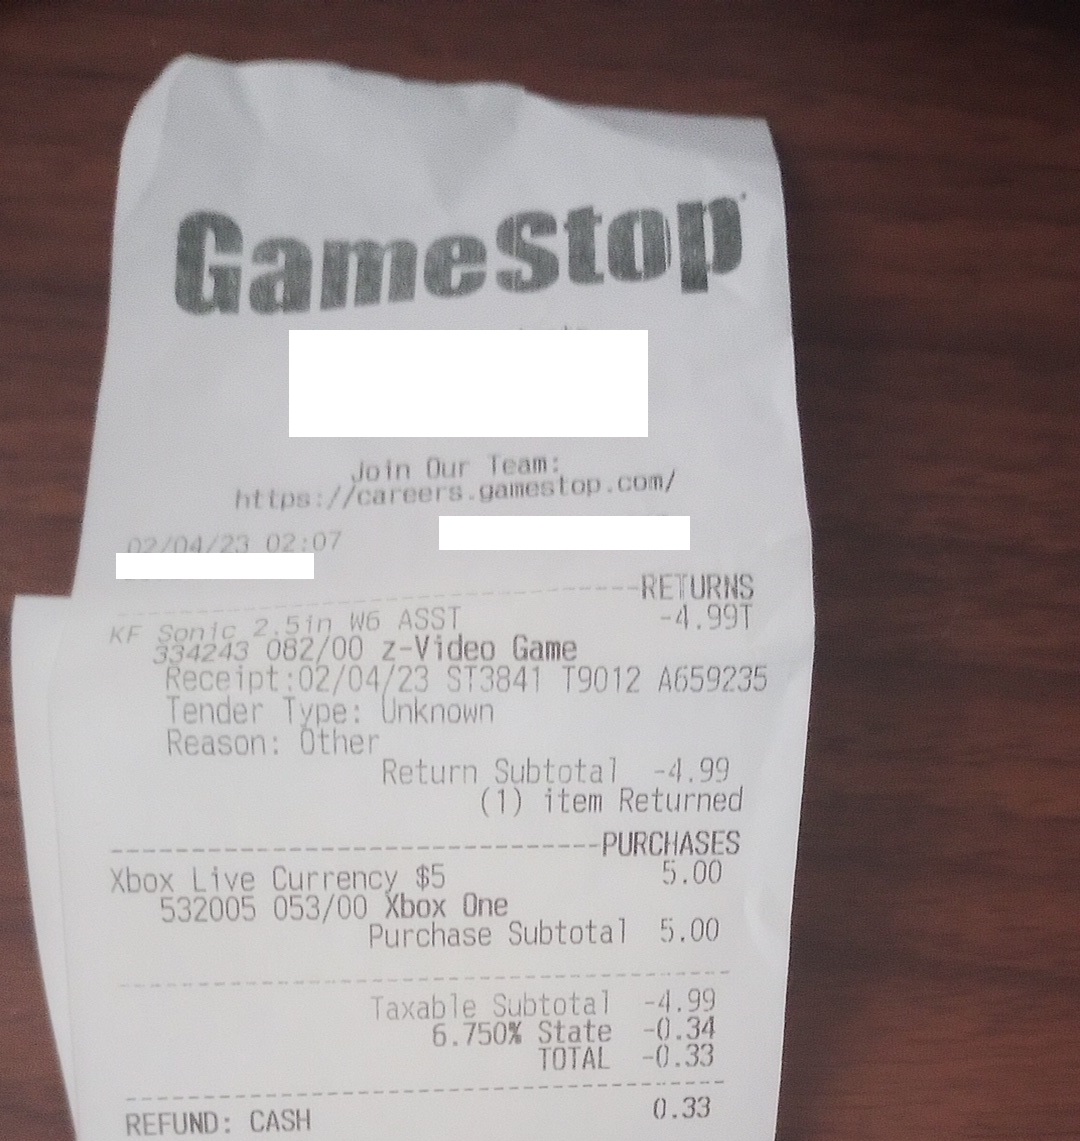 GameStop
Join Our Team:
https://careers.gamestop.com/
02/04/23 02:07
--------------------------------RETURNS
KF Sonic 2.5in W6 ASST -4.99T
334243 082/00 z-Video Game
Receipt:02/04/23 ST3841 T9012 A659235
Tender Type: Unknown
Reason: Other
Return Subtotal -4.99
(1) item Returned
------------------------------PURCHASES
Xbox Live Currency $5 5.00
532005 053/00 Xbox One
Purchase Subtotal 5.00
Taxable Subtotal -4.99
6.750% State -0.34
TOTAL -0.33
REFUND: CASH 0.33